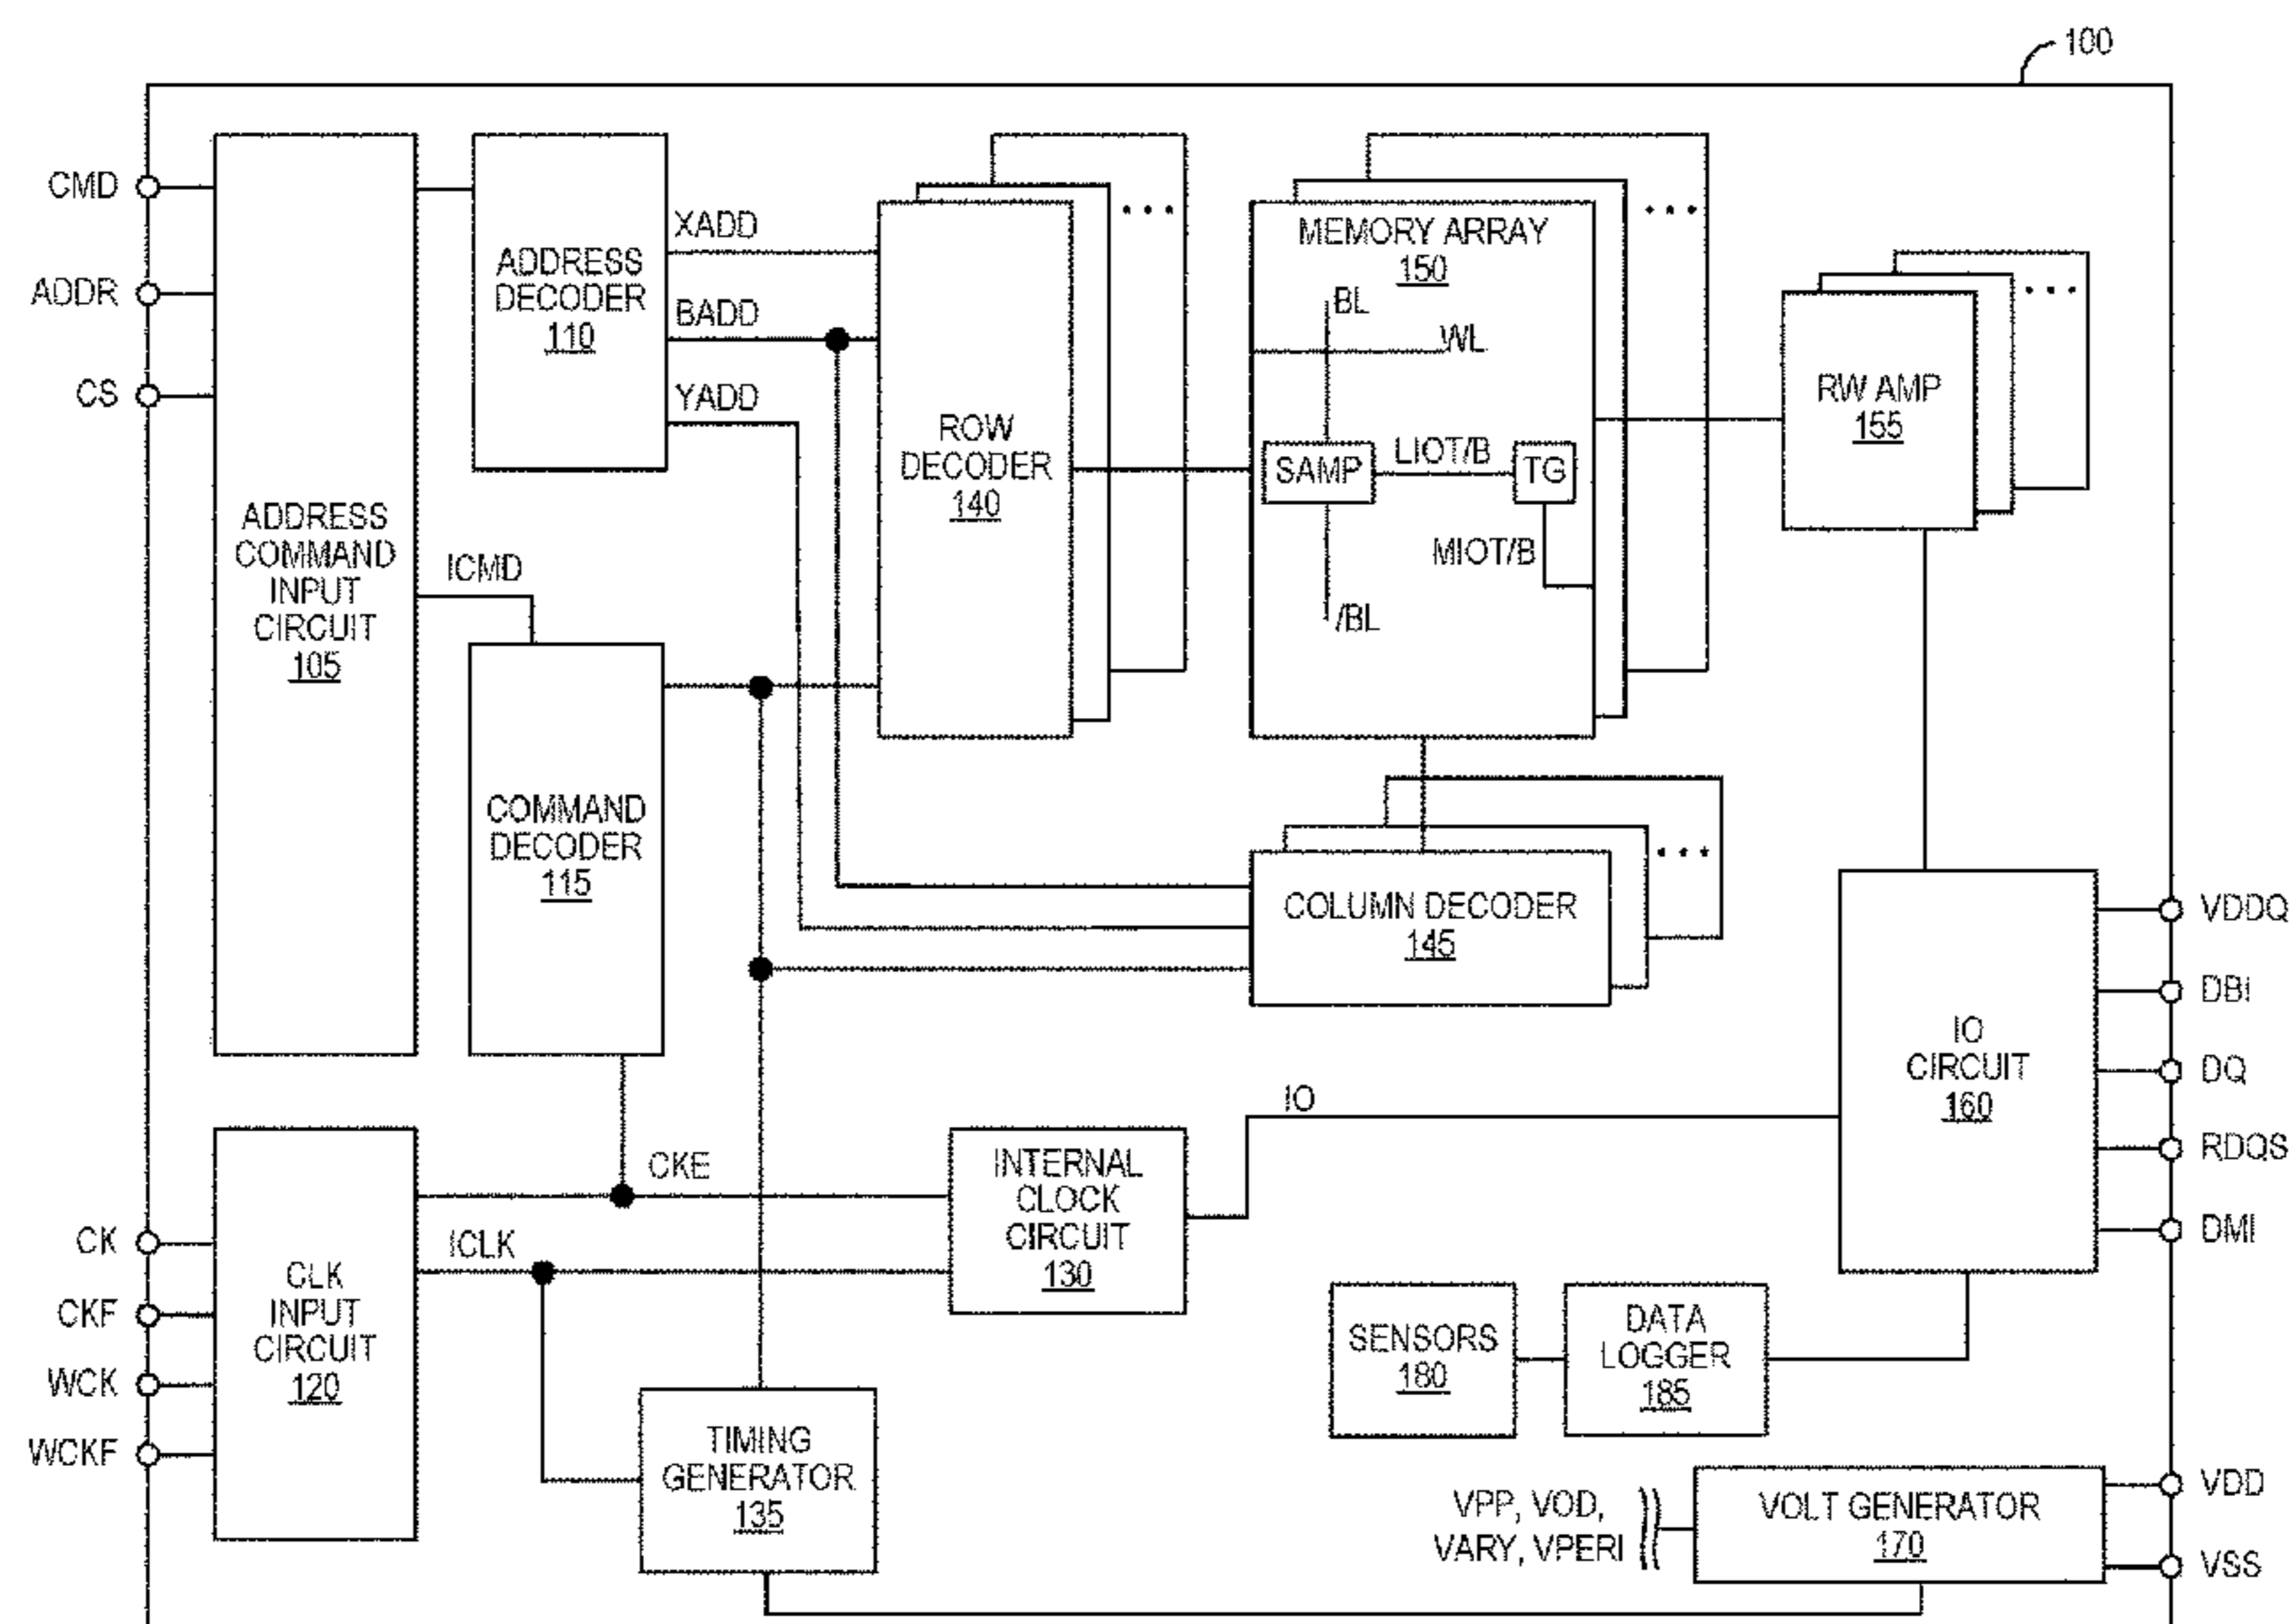 100
CMD
ADDR
CS
ADDRESS
COMMAND
INPUT
CIRCUIT
105
ADDRESS
DECODER
110
XADD
BADD
YADD
ICMD
COMMAND
DECODER
115
ROW
DECODER
140
...
MEMORY ARRAY
150
BL
WL
SAMP
LIOT/B
TG
MIOT/B
/BL
...
RW AMP
155
...
COLUMN DECODER
145
...
CK
CKF
WCK
WCKF
CLK
INPUT
CIRCUIT
120
CKE
ICLK
INTERNAL
CLOCK
CIRCUIT
130
IO
TIMING
GENERATOR
135
IO
CIRCUIT
160
VDDQ
DBI
DQ
RDQS
DMI
SENSORS
180
DATA
LOGGER
185
VPP, VOD,
VARY, VPERI
VOLT GENERATOR
170
VDD
VSS